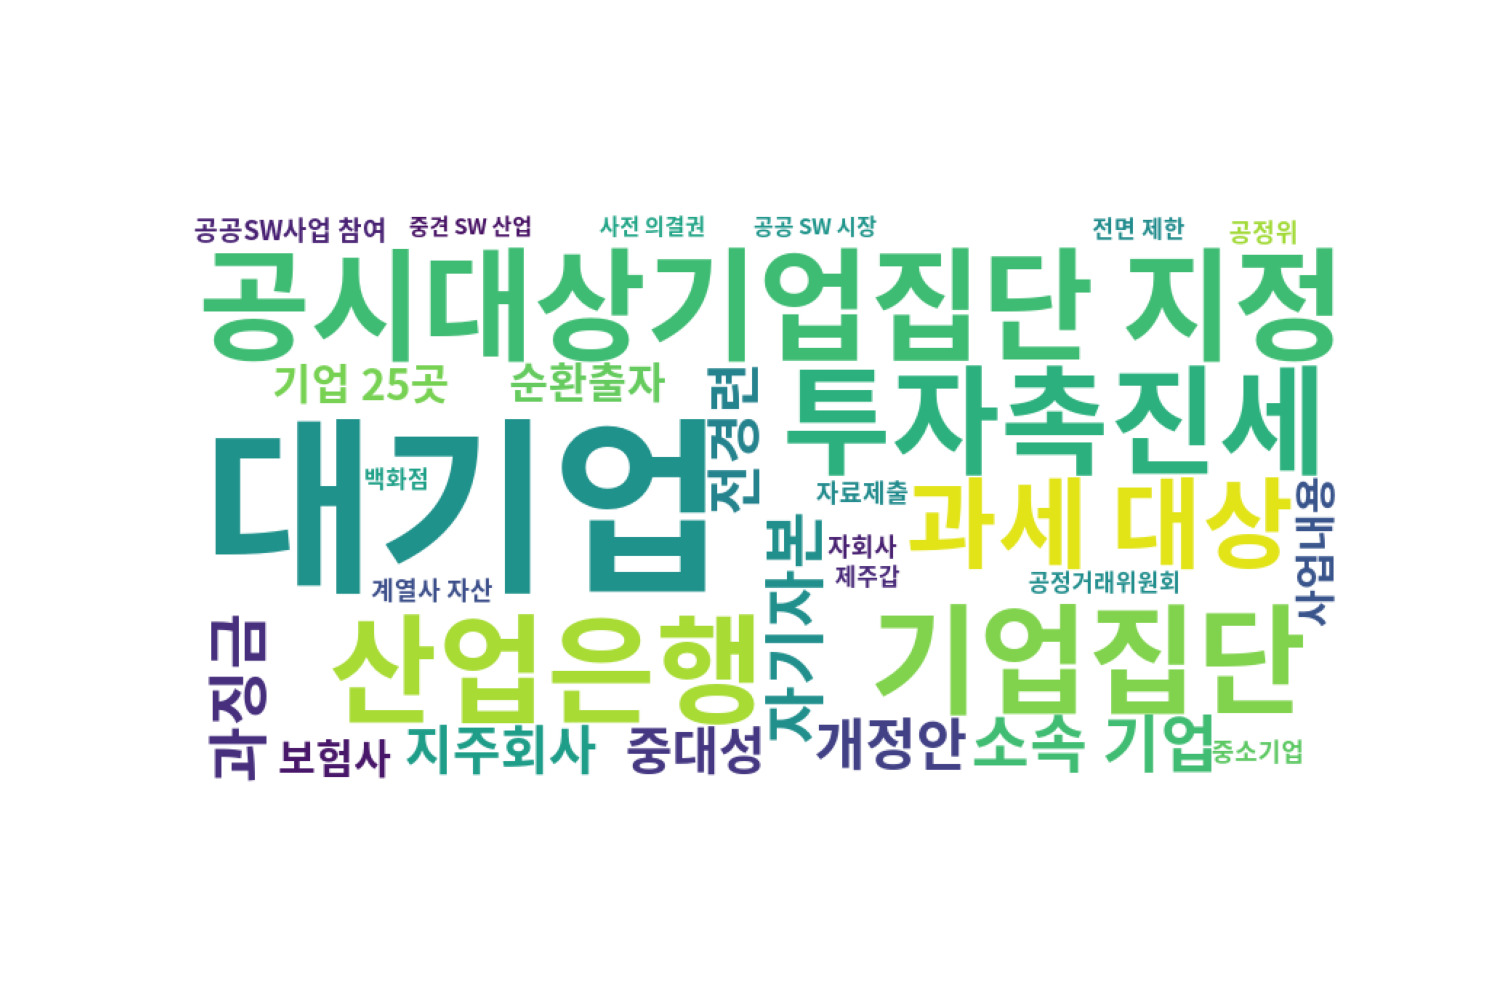 공공SW사업 참여
중견 SW 산업
사전 의결권
공공 SW 시장
전면 제한
공정위
공시대상기업집단 지정
기업 25곳
순환출자
전경련
투자촉진세
대기업
백화점
자료제출
과세 대상
사업내용
자기자본
자회사
제주갑
계열사 자산
공정거래위원회
과징금
산업은행
기업집단
보험사
지주회사
중대성
개정안
소속 기업
중소기업